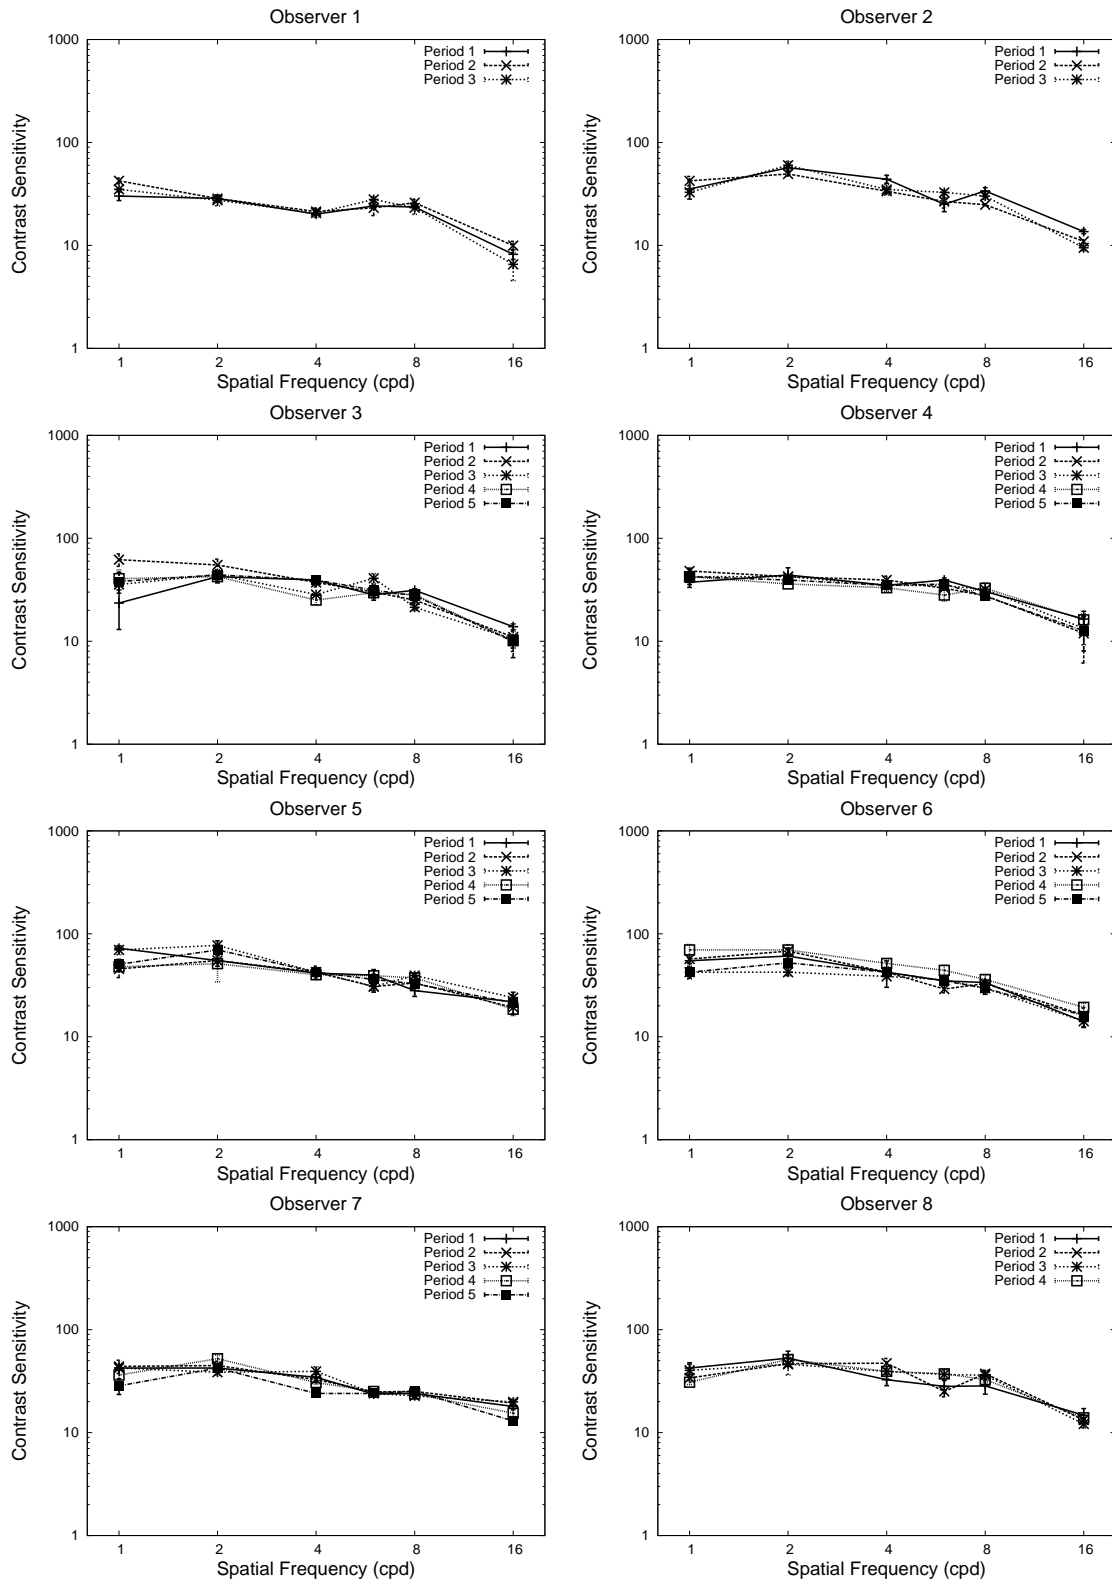 Observer 1
1000
100
10
1
Contrast Sensitivity
Period 1
Period 2
Period 3
1 2 4 8 16
Spatial Frequency (cpd)
Observer 2
1000
100
10
1
Contrast Sensitivity
Period 1
Period 2
Period 3
1 2 4 8 16
Spatial Frequency (cpd)
Observer 3
1000
100
10
1
Contrast Sensitivity
Period 1
Period 2
Period 3
Period 4
Period 5
1 2 4 8 16
Spatial Frequency (cpd)
Observer 4
1000
100
10
1
Contrast Sensitivity
Period 1
Period 2
Period 3
Period 4
Period 5
1 2 4 8 16
Spatial Frequency (cpd)
Observer 5
1000
100
10
1
Contrast Sensitivity
Period 1
Period 2
Period 3
Period 4
Period 5
1 2 4 8 16
Spatial Frequency (cpd)
Observer 6
1000
100
10
1
Contrast Sensitivity
Period 1
Period 2
Period 3
Period 4
Period 5
1 2 4 8 16
Spatial Frequency (cpd)
Observer 7
1000
100
10
1
Contrast Sensitivity
Period 1
Period 2
Period 3
Period 4
Period 5
1 2 4 8 16
Spatial Frequency (cpd)
Observer 8
1000
100
10
1
Contrast Sensitivity
Period 1
Period 2
Period 3
Period 4
1 2 4 8 16
Spatial Frequency (cpd)